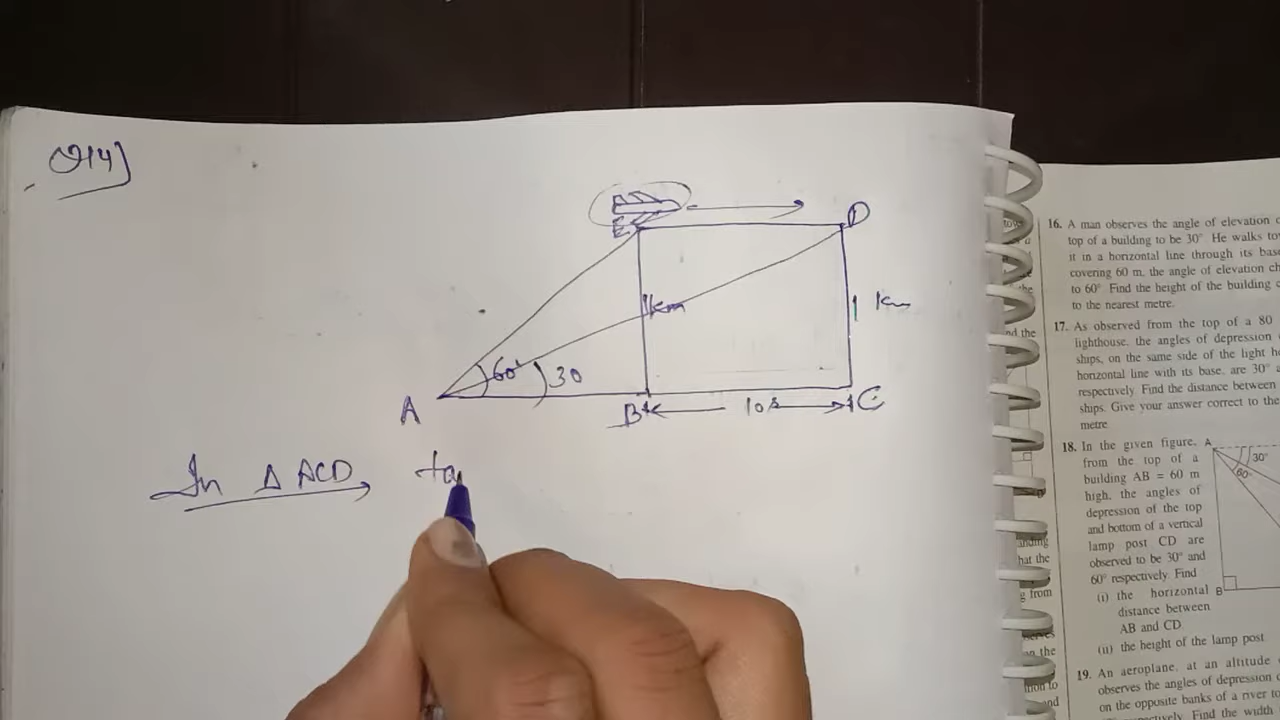 Q14]
D
1km
1 km
60°
30
A
B
10s
C
In Δ ACD
ta
16. A man observes the angle of elevation
top of a building to be 30° He walks to
it in a horizontal line through its base
covering 60 m, the angle of elevation ch
to 60° Find the height of the building
to the nearest metre.
17. As observed from the top of a 80
lighthouse, the angles of depression
ships, on the same side of the light h
horizontal line with its base, are 30°
respectively. Find the distance between
ships. Give your answer correct to the
metre
18. In the given figure,
from the top of a
building AB = 60 m
high, the angles of
depression of the top
and bottom of a vertical
lamp post CD are
observed to be 30° and
60° respectively Find
(i) the horizontal
distance between
AB and CD
(ii) the height of the lamp post
A
30°
60°
B
19. An aeroplane, at an altitude
observes the angles of depression
on the opposite banks of a river to
respectively. Find the width
nd the
hat the
g from